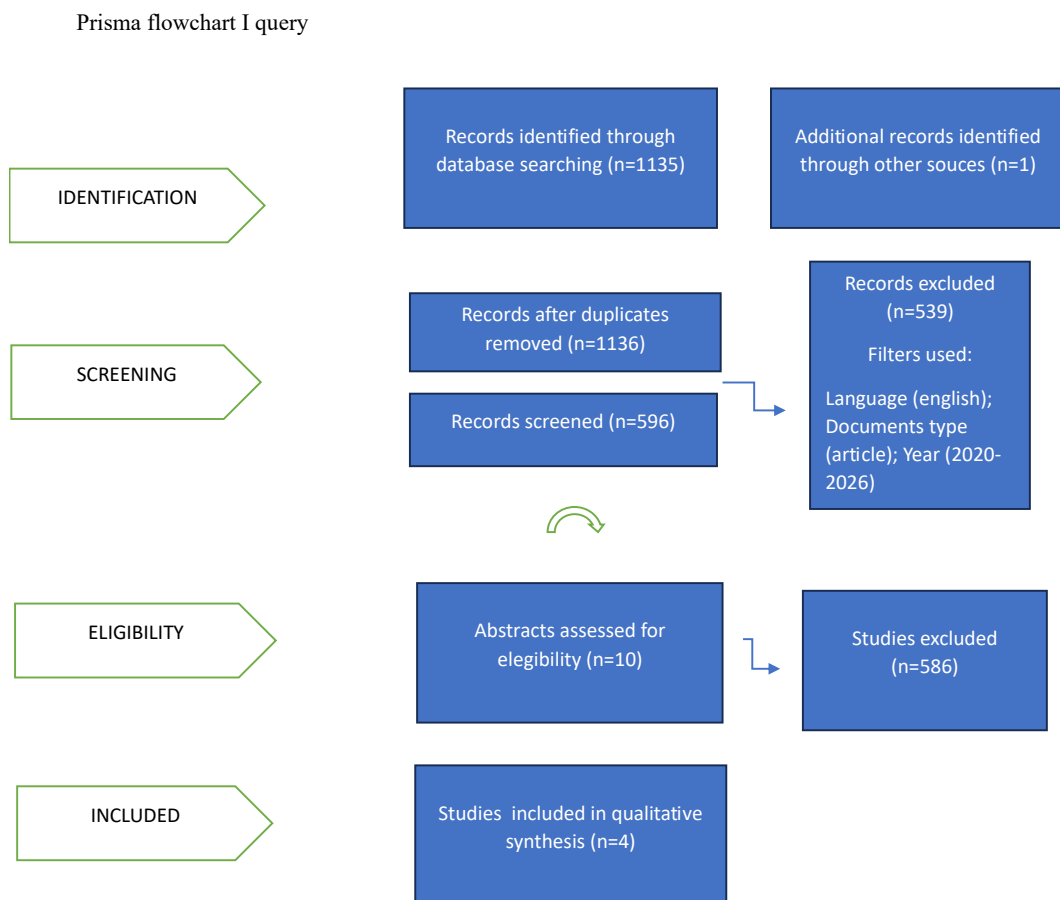 Prisma flowchart I query
IDENTIFICATION
Records identified through
database searching (n=1135)
Additional records identified
through other souces (n=1)
SCREENING
Records after duplicates
removed (n=1136)
Records screened (n=596)
Records excluded
(n=539)
Filters used:
Language (english);
Documents type
(article); Year (2020-
2026)
ELIGIBILITY
Abstracts assessed for
elegibility (n=10)
Studies excluded
(n=586)
INCLUDED
Studies included in qualitative
synthesis (n=4)